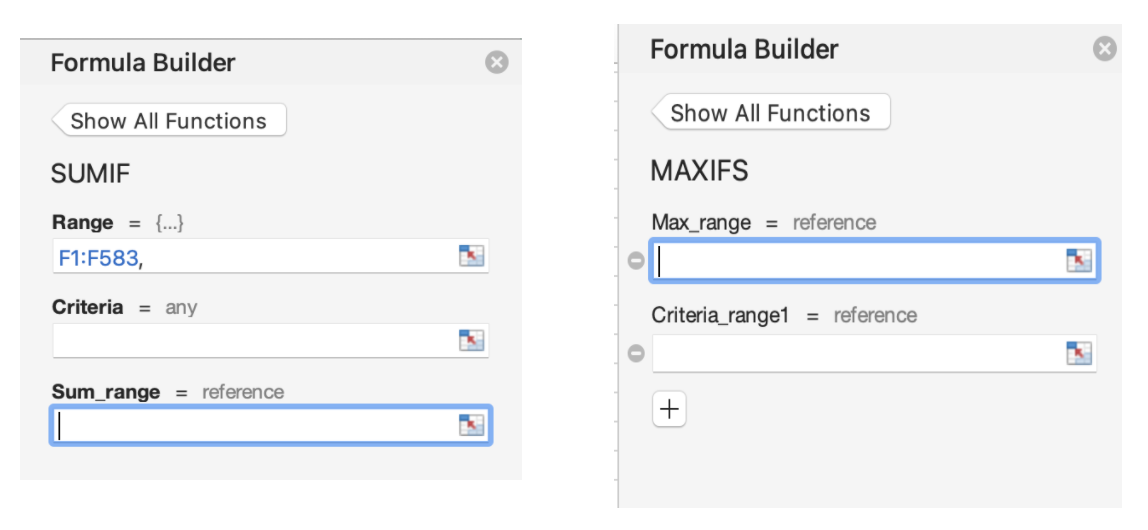 Formula Builder
Show All Functions
SUMIF
Range = {...}
F1:F583,
Criteria = any
Sum_range = reference
Formula Builder
Show All Functions
MAXIFS
Max_range = reference
Criteria_range1 = reference